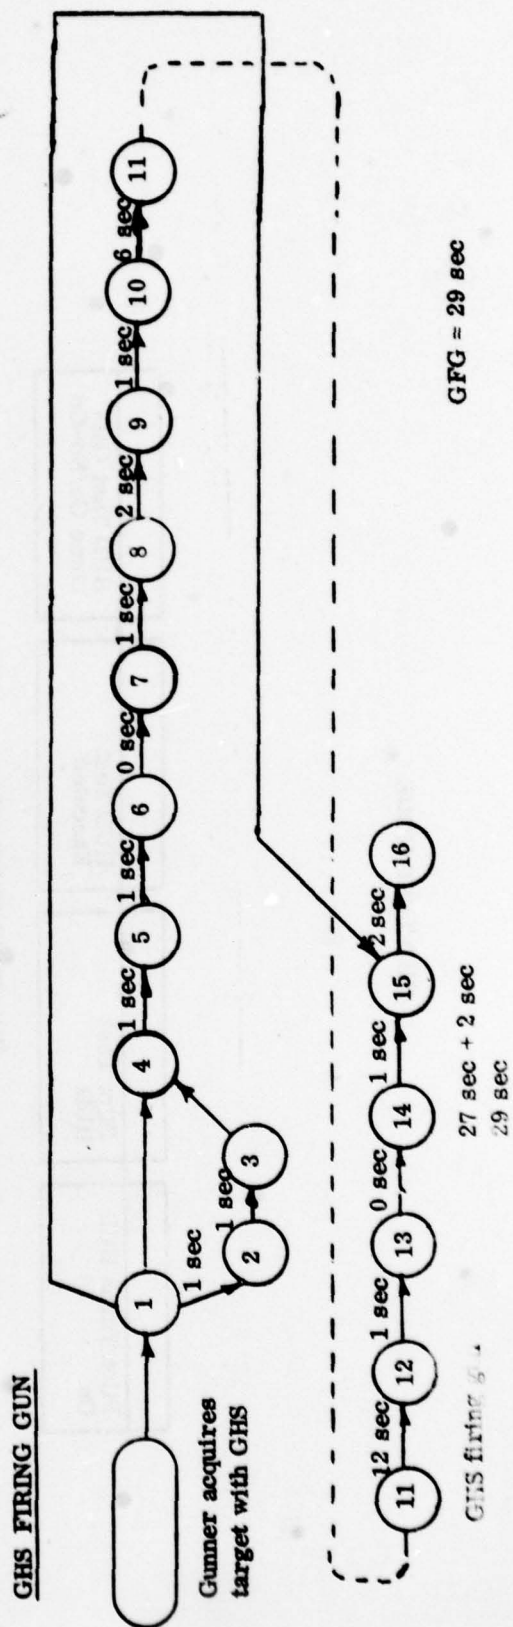 GHS FIRING GUN
Gunner acquires
target with GHS
1
1 sec
2
1 sec
3
4
1 sec
5
1 sec
6
0 sec
7
1 sec
8
2 sec
9
1 sec
10
6 sec
11
11
12 sec
12
1 sec
13
0 sec
14
1 sec
15
2 sec
16
GHS firing
27 sec + 2 sec
29 sec
GFG = 29 sec